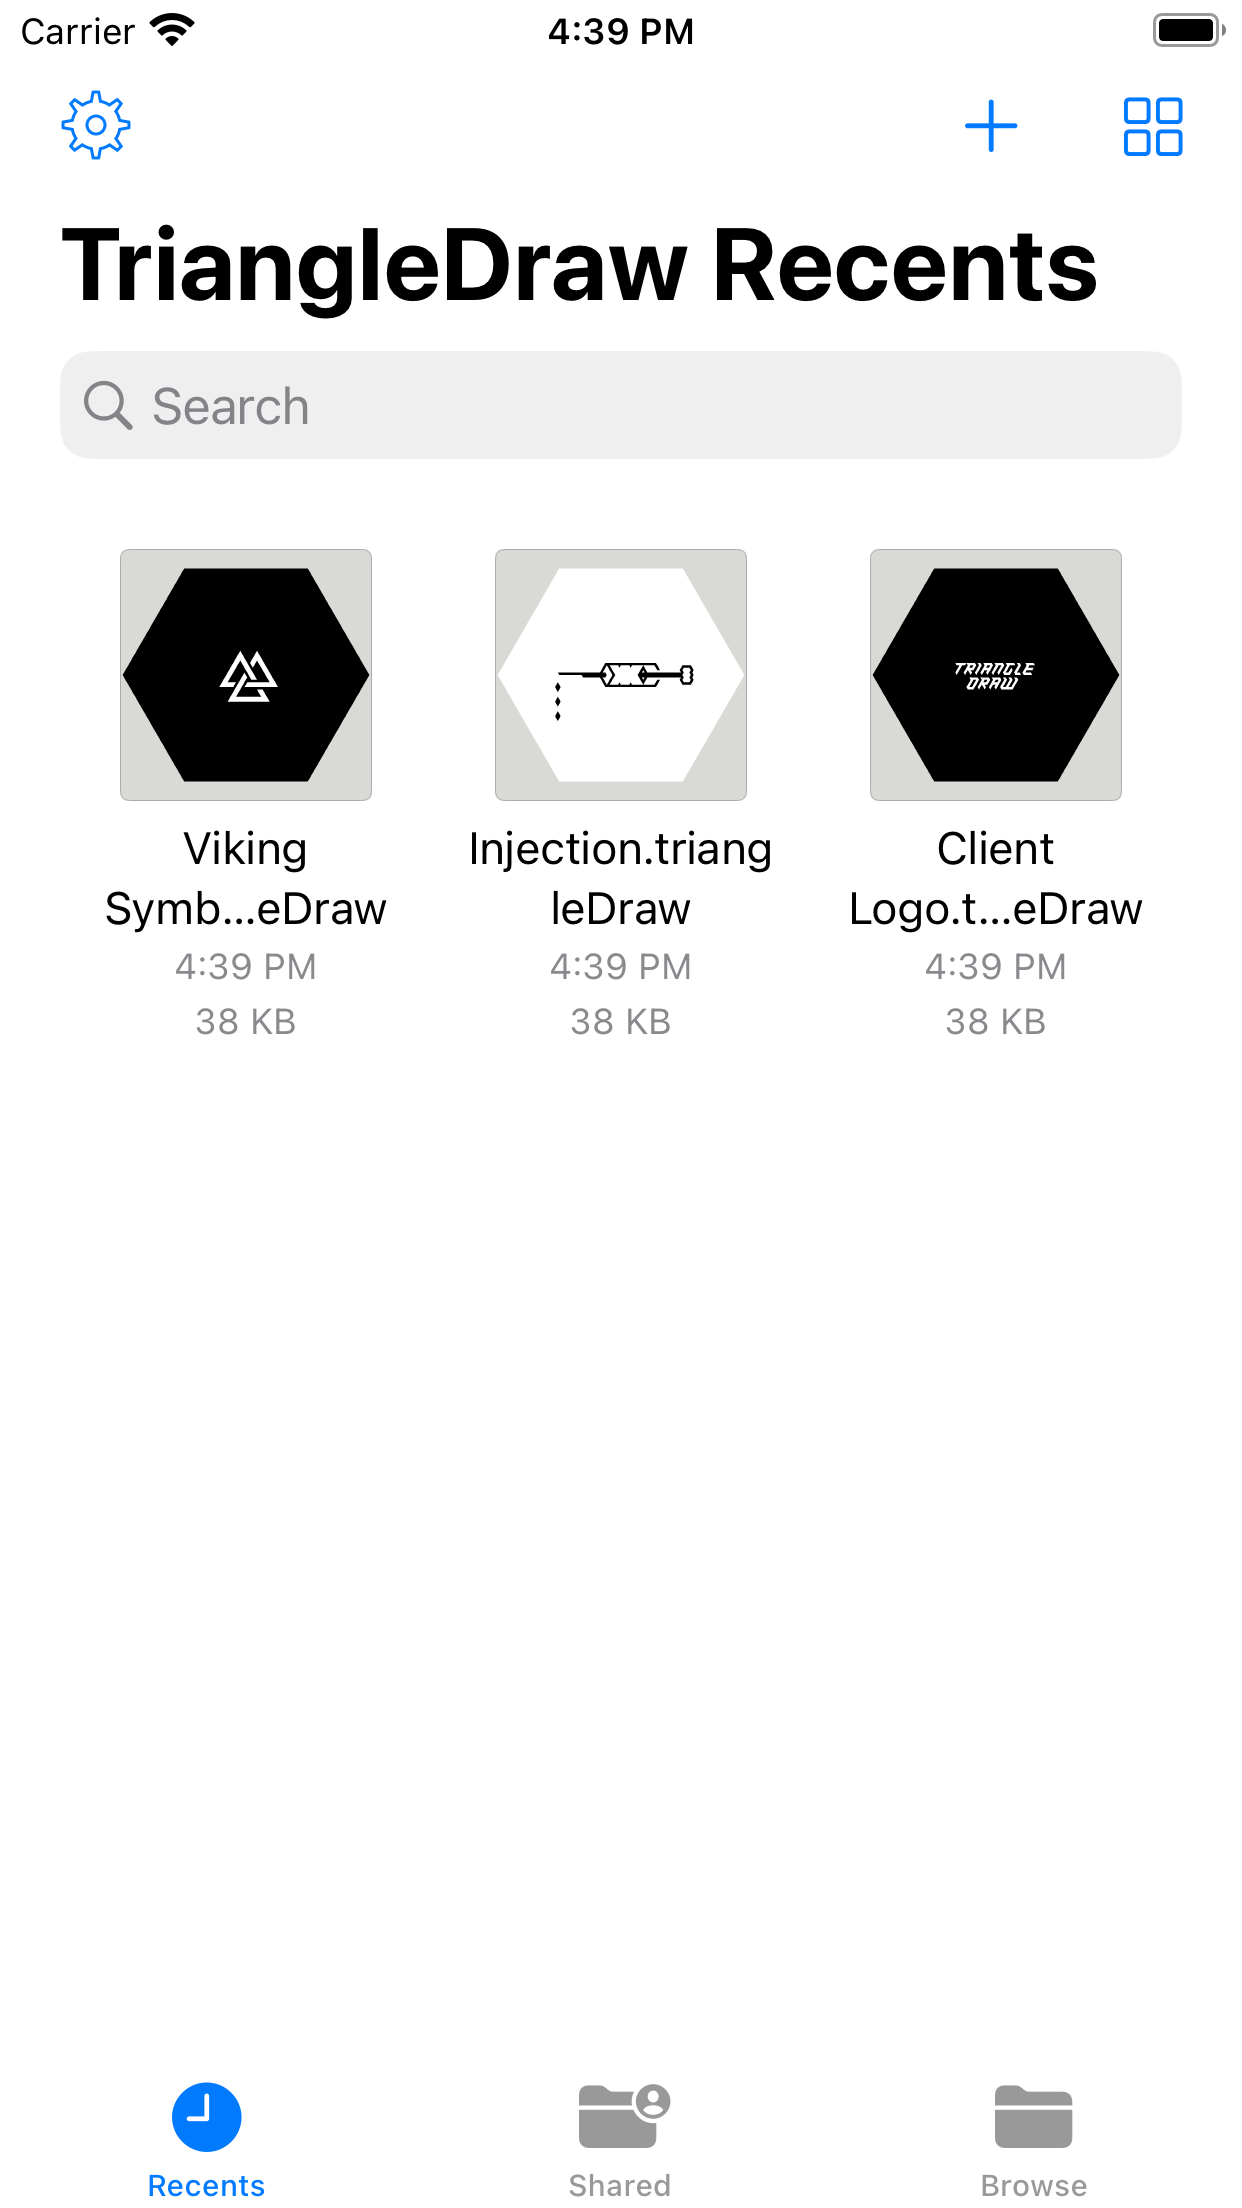 Carrier 4:39 PM
TriangleDraw Recents
Search
TRIANGLE
DRAW
Viking
Symb...eDraw
4:39 PM
38 KB
Injection.triang
leDraw
4:39 PM
38 KB
Client
Logo.t...eDraw
4:39 PM
38 KB
Recents
Shared
Browse